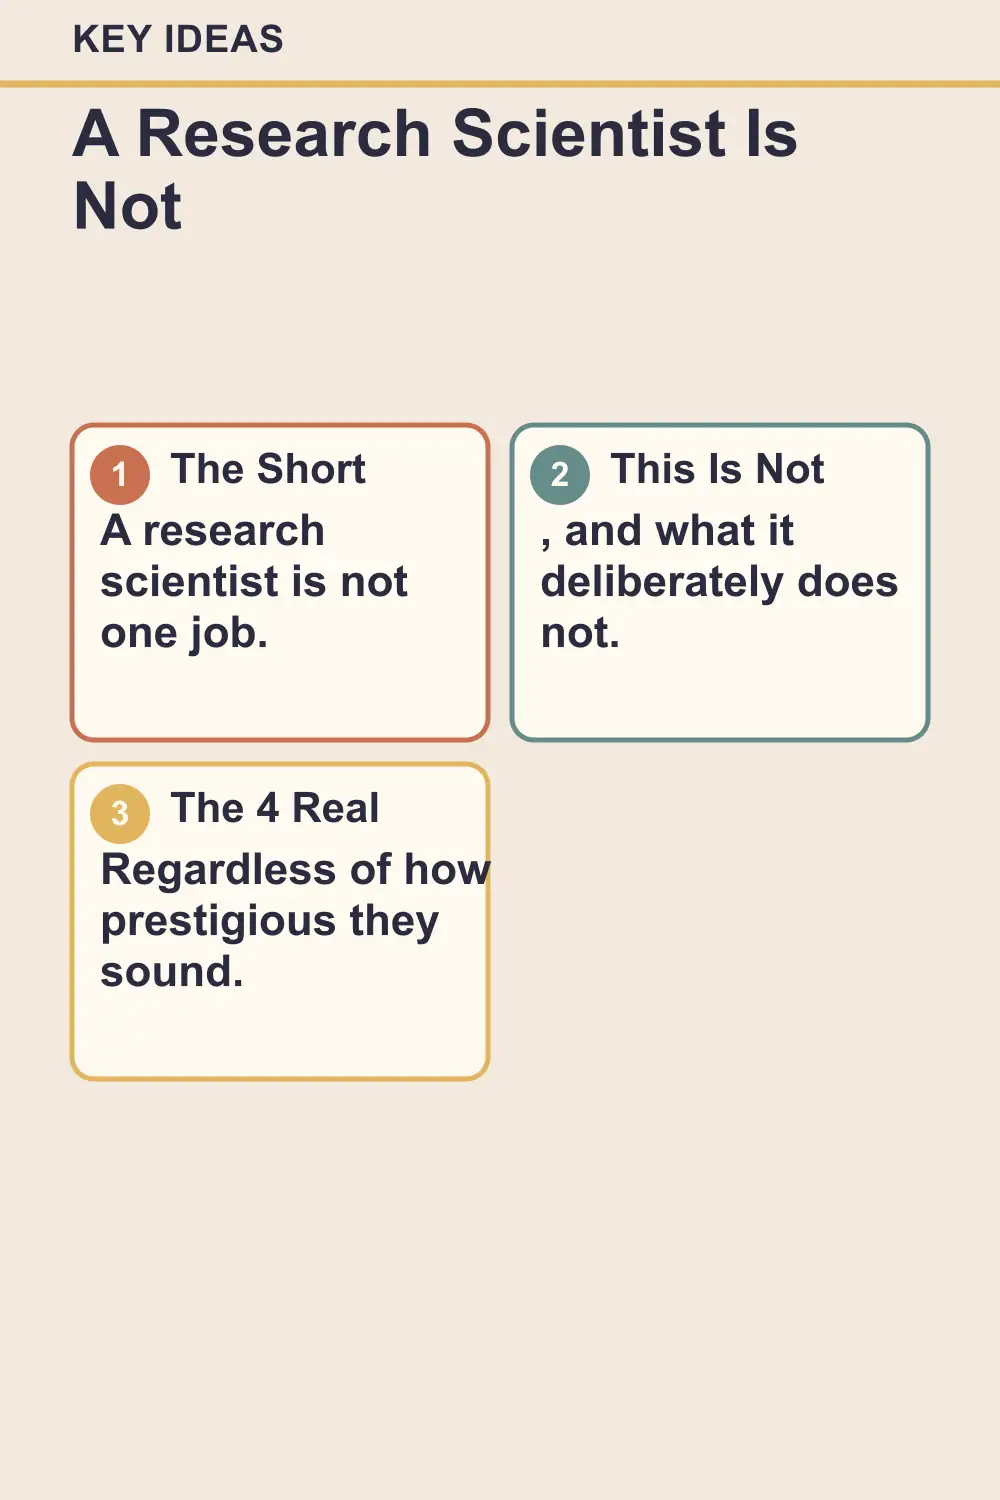 KEY IDEAS
A Research Scientist Is
Not
1 The Short
A research
scientist is not
one job.
2 This Is Not
, and what it
deliberately does
not.
3 The 4 Real
Regardless of how
prestigious they
sound.